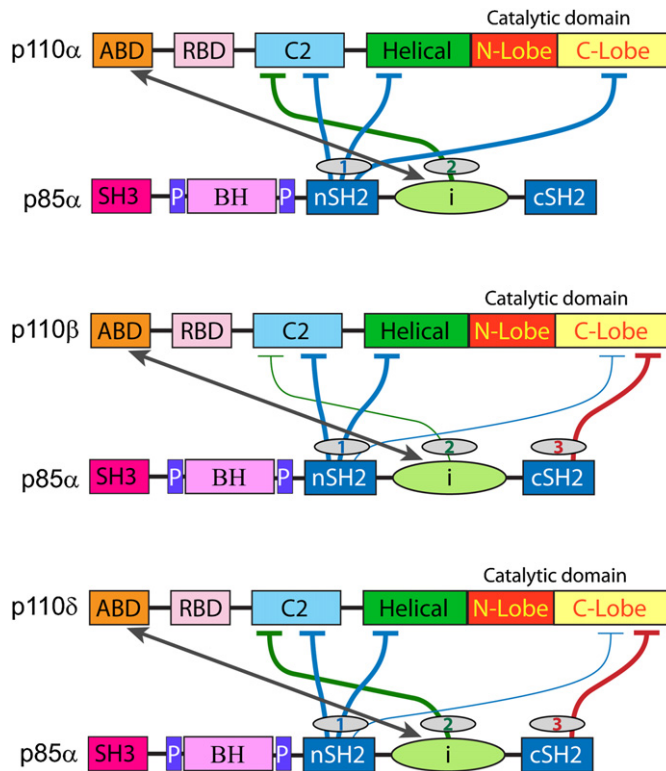 Catalytic domain
p110α ABD RBD C2 Helical N-Lobe C-Lobe
1 2
p85α SH3 P BH P nSH2 i cSH2
Catalytic domain
p110β ABD RBD C2 Helical N-Lobe C-Lobe
1 2 3
p85α SH3 P BH P nSH2 i cSH2
Catalytic domain
p110δ ABD RBD C2 Helical N-Lobe C-Lobe
1 2 3
p85α SH3 P BH P nSH2 i cSH2